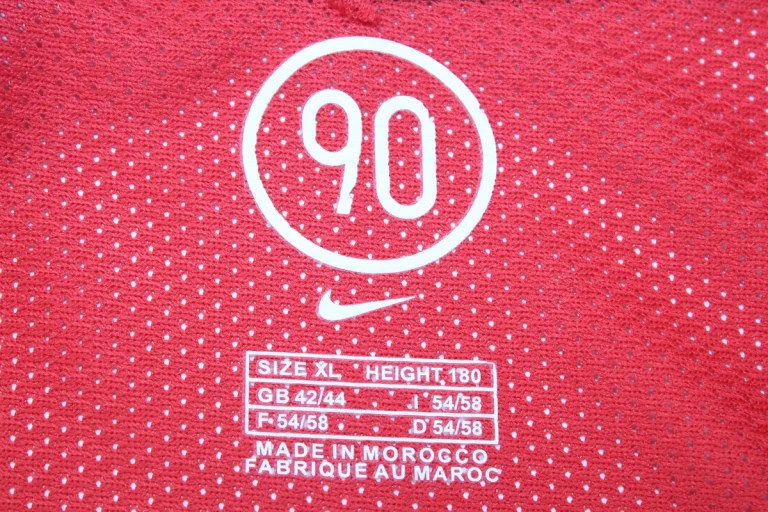 90
SIZE XL HEIGHT 180
GB 42/44 I 54/58
F 54/58 D 54/58
MADE IN MOROCCO
FABRIQUE AU MAROC